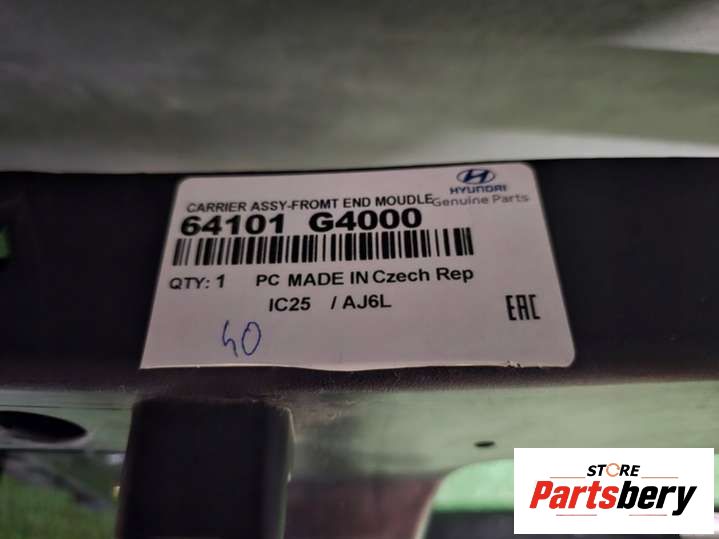 HYUNDAI
CARRIER ASSY-FROMT END MOUDLE Genuine Parts
64101 G4000
QTY: 1 PC MADE IN Czech Rep
IC25 / AJ6L
EAC
40
STORE
Partsbery